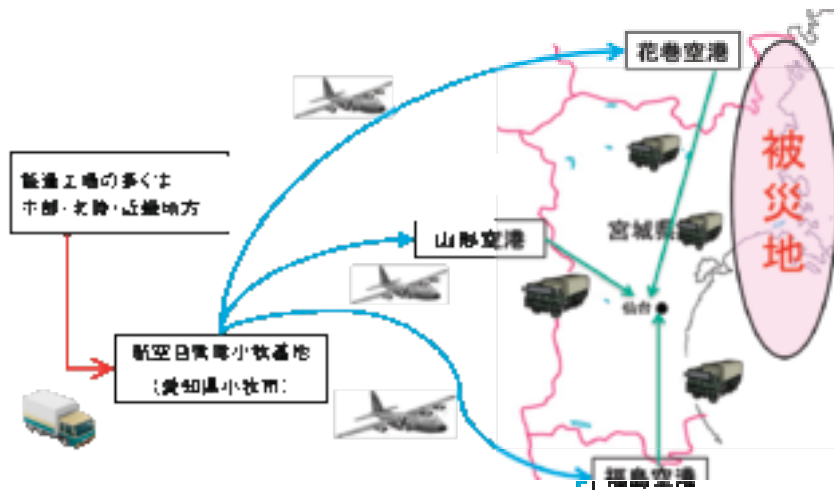 花巻空港
製造工場の多くは
中部・北陸・近畿地方
山形空港
宮城県
仙台
被災地
航空自衛隊小牧基地
(愛知県小牧市)
福島空港